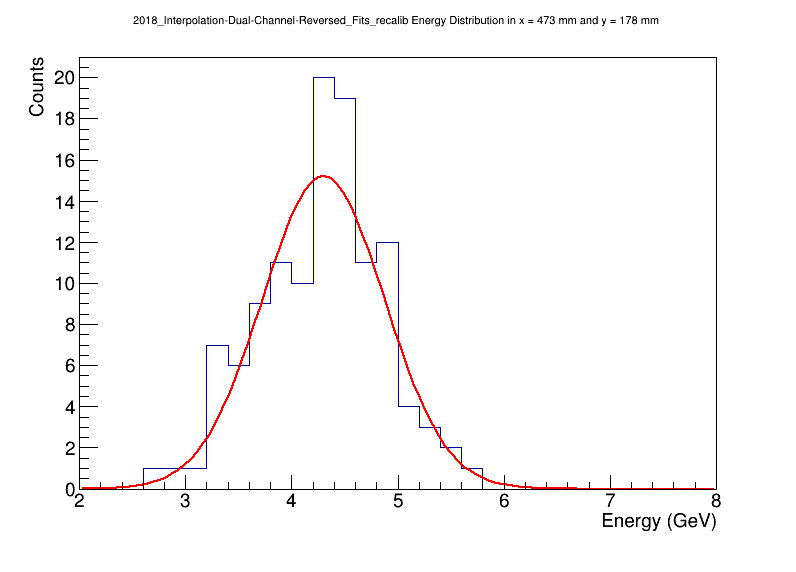 2018_Interpolation-Dual-Channel-Reversed_Fits_recalib Energy Distribution in x = 473 mm and y = 178 mm
Counts
20
18
16
14
12
10
8
6
4
2
0
2 3 4 5 6 7 8
Energy (GeV)